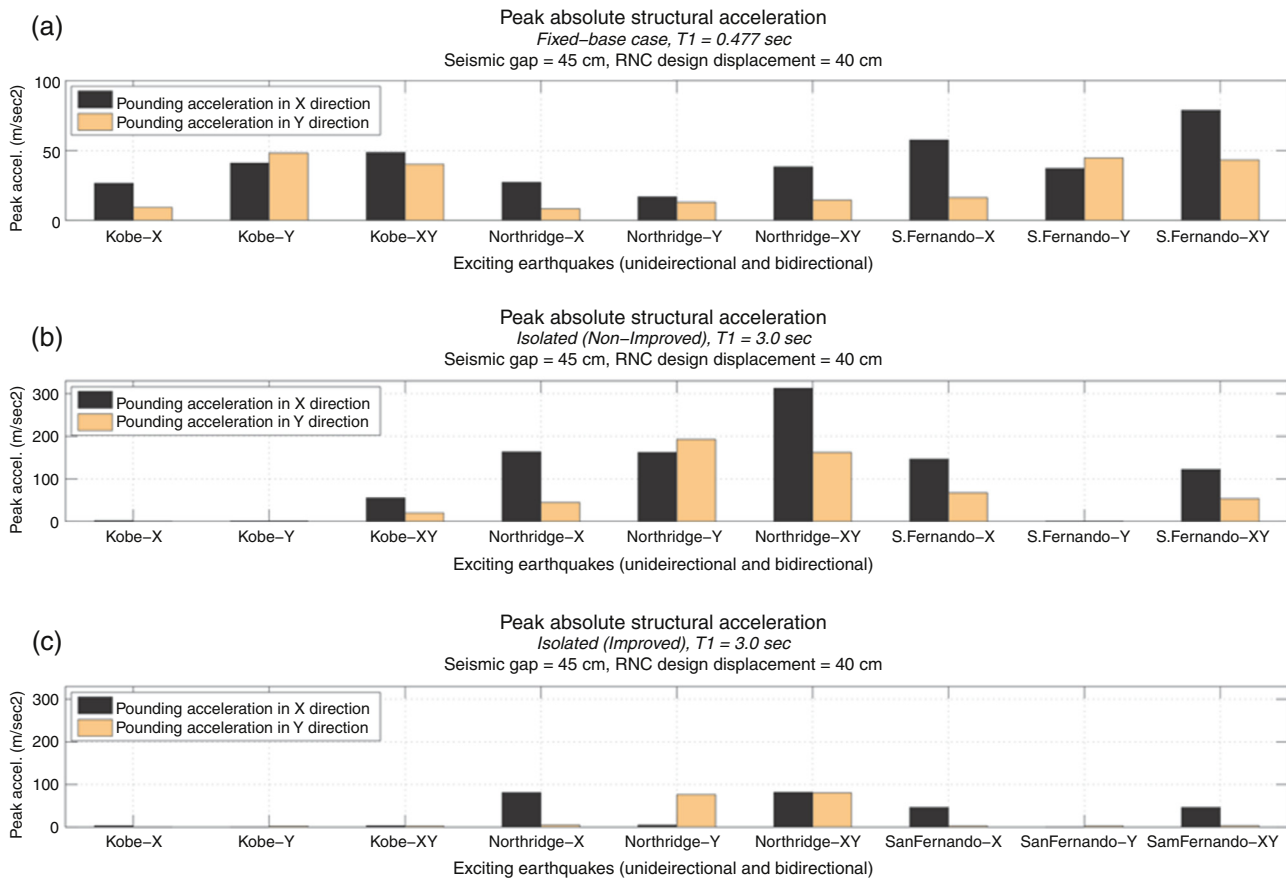 (a)
Peak absolute structural acceleration
Fixed−base case, T1 = 0.477 sec
Seismic gap = 45 cm, RNC design displacement = 40 cm
Peak accel. (m/sec2)
100
50
0
Pounding acceleration in X direction
Pounding acceleration in Y direction
Kobe−X Kobe−Y Kobe−XY Northridge−X Northridge−Y Northridge−XY S.Fernando−X S.Fernando−Y S.Fernando−XY
Exciting earthquakes (unideirectional and bidirectional)
(b)
Peak absolute structural acceleration
Isolated (Non−Improved), T1 = 3.0 sec
Seismic gap = 45 cm, RNC design displacement = 40 cm
Peak accel. (m/sec2)
300
200
100
0
Pounding acceleration in X direction
Pounding acceleration in Y direction
Kobe−X Kobe−Y Kobe−XY Northridge−X Northridge−Y Northridge−XY S.Fernando−X S.Fernando−Y S.Fernando−XY
Exciting earthquakes (unideirectional and bidirectional)
(c)
Peak absolute structural acceleration
Isolated (Improved), T1 = 3.0 sec
Seismic gap = 45 cm, RNC design displacement = 40 cm
Peak accel. (m/sec2)
300
200
100
0
Pounding acceleration in X direction
Pounding acceleration in Y direction
Kobe−X Kobe−Y Kobe−XY Northridge−X Northridge−Y Northridge−XY SanFernando−X SanFernando−Y SamFernando−XY
Exciting earthquakes (unideirectional and bidirectional)